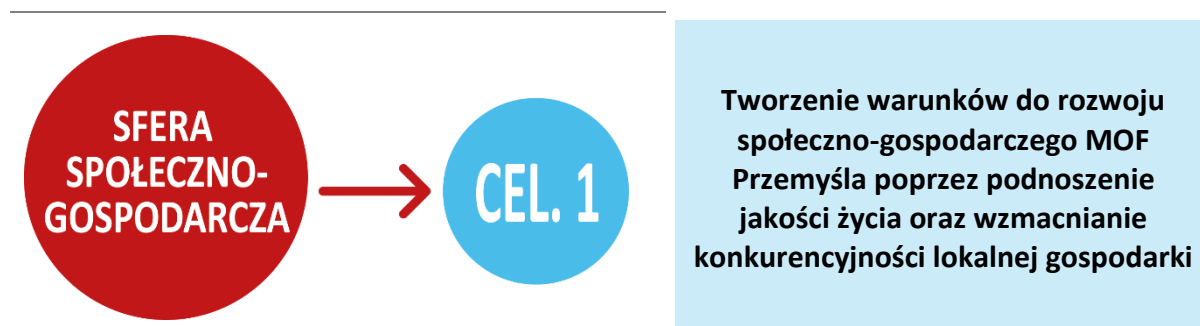 SFERA
SPOŁECZNO-
GOSPODARCZA
CEL. 1
Tworzenie warunków do rozwoju
społeczno-gospodarczego MOF
Przemyśla poprzez podnoszenie
jakości życia oraz wzmacnianie
konkurencyjności lokalnej gospodarki